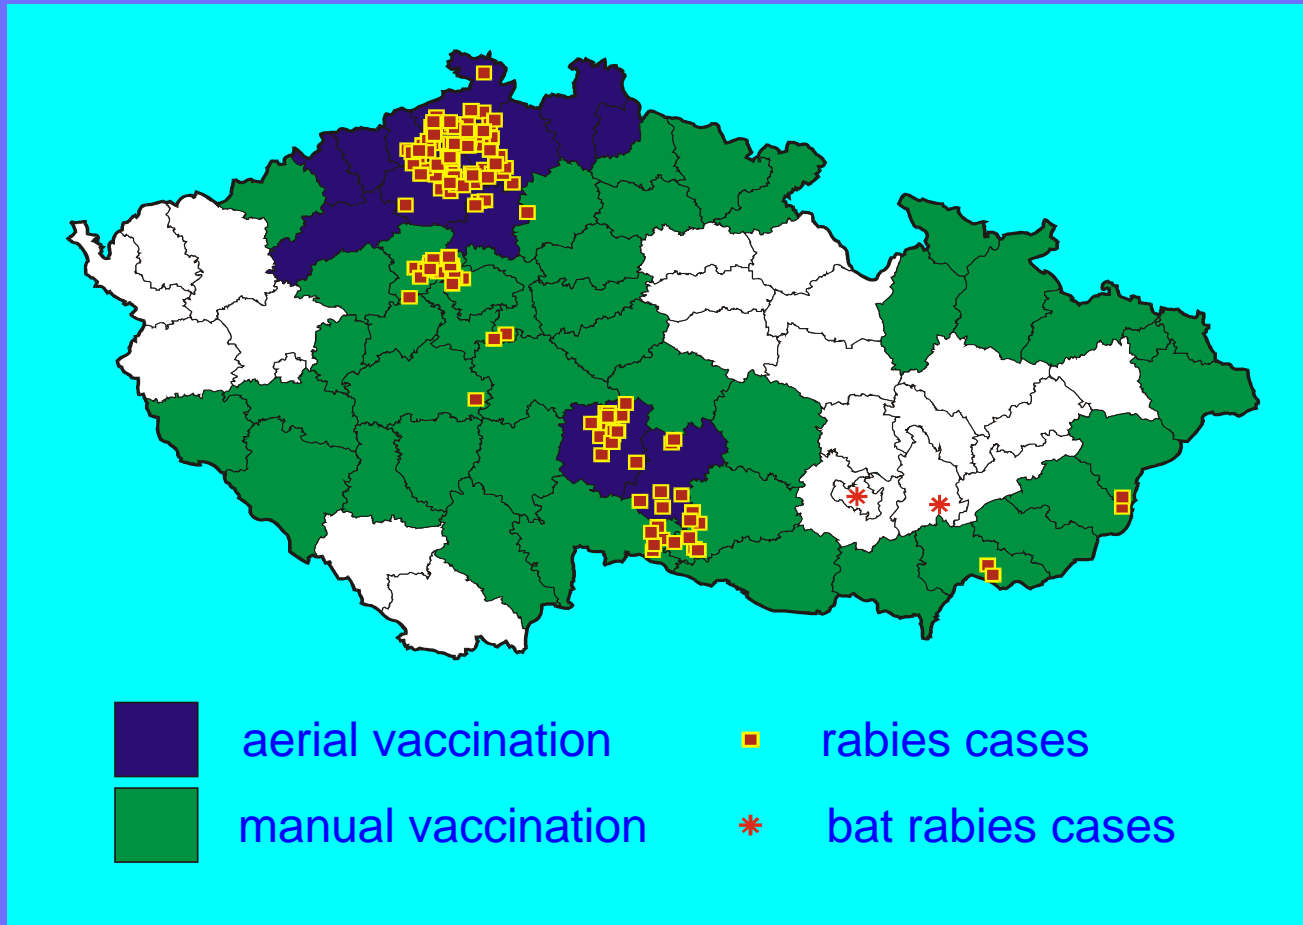 aerial vaccination
rabies cases
manual vaccination
bat rabies cases